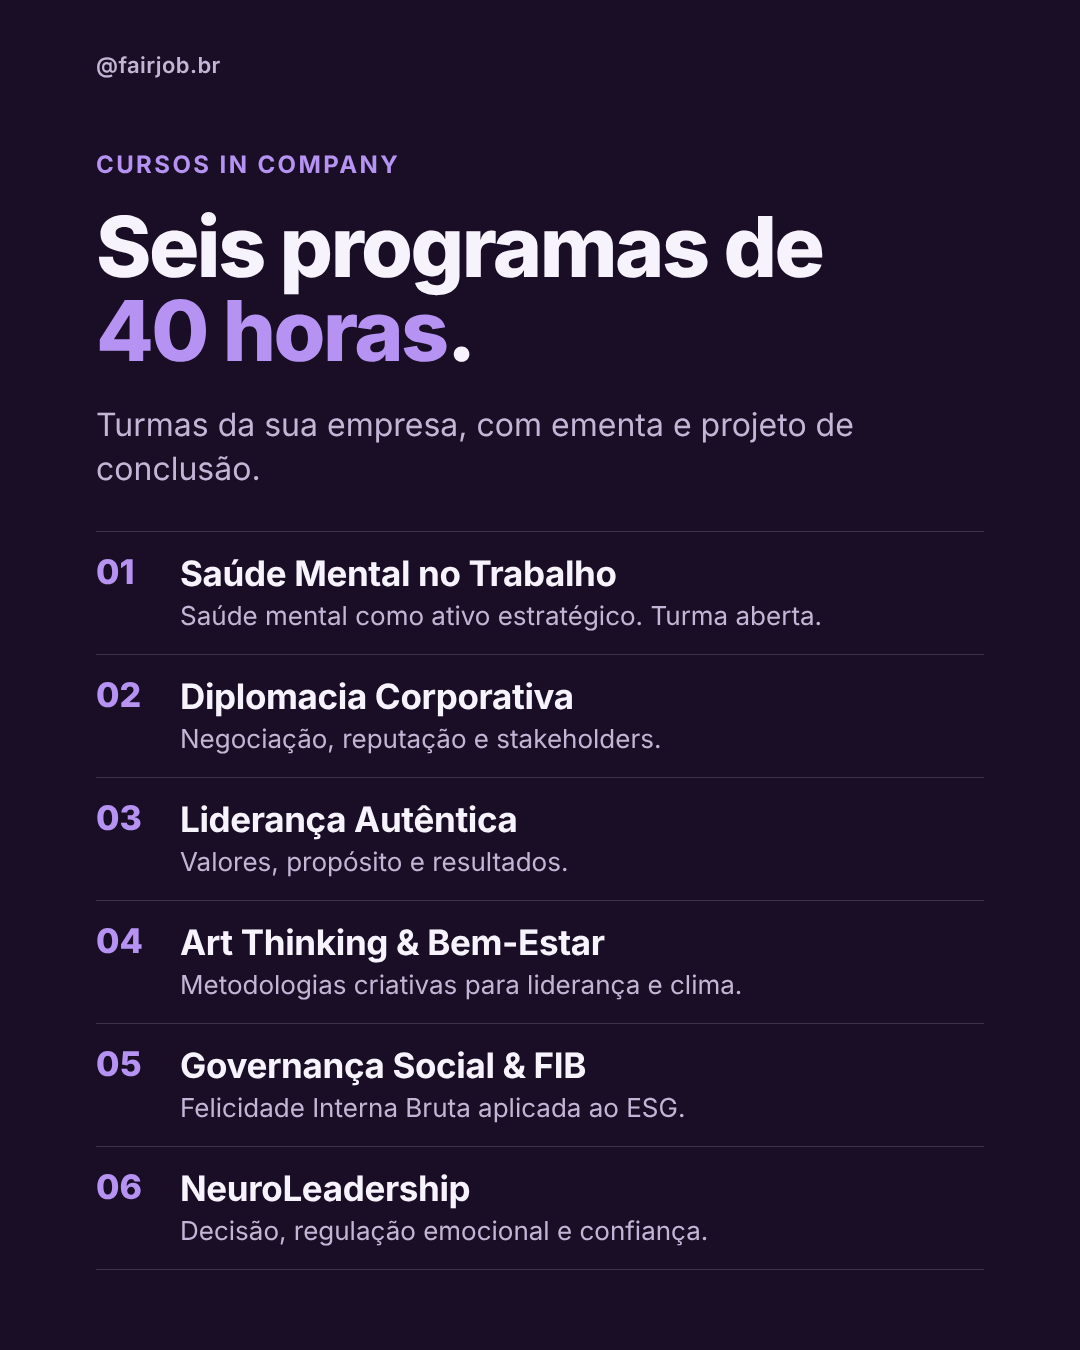 @fairjob.br
CURSOS IN COMPANY
Seis programas de
40 horas.
Turmas da sua empresa, com ementa e projeto de
conclusão.
01 Saúde Mental no Trabalho
Saúde mental como ativo estratégico. Turma aberta.
02 Diplomacia Corporativa
Negociação, reputação e stakeholders.
03 Liderança Autêntica
Valores, propósito e resultados.
04 Art Thinking & Bem-Estar
Metodologias criativas para liderança e clima.
05 Governança Social & FIB
Felicidade Interna Bruta aplicada ao ESG.
06 NeuroLeadership
Decisão, regulação emocional e confiança.